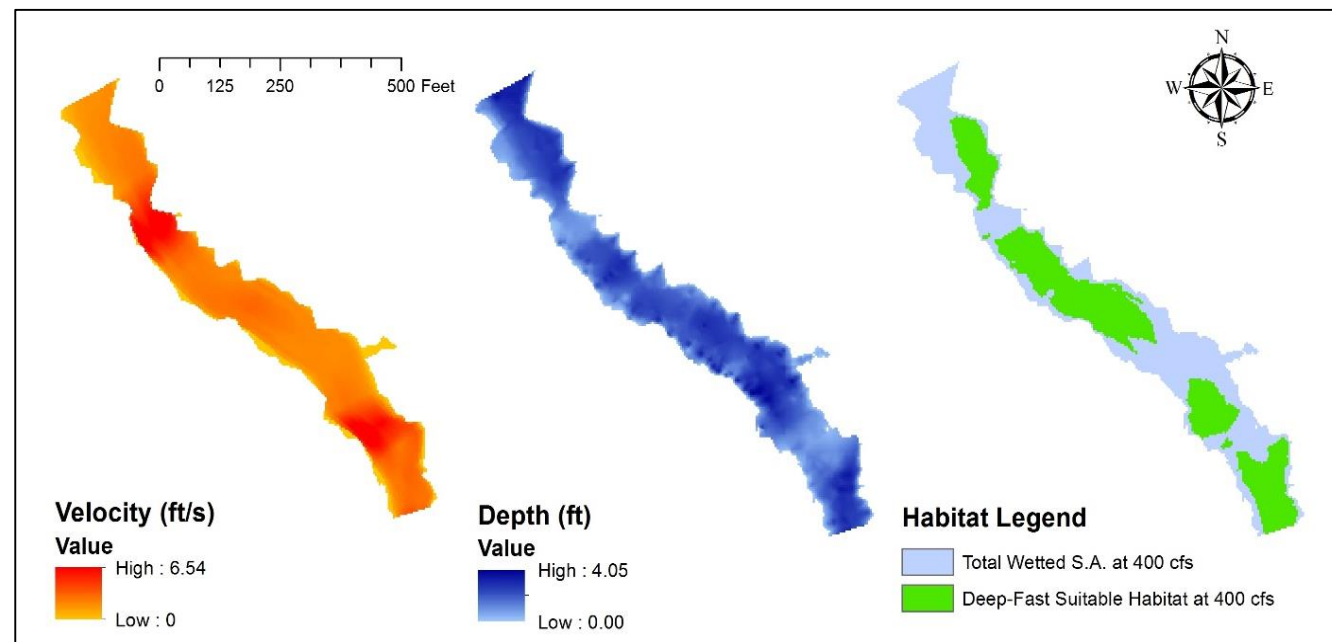 0 125 250 500 Feet
N
W E
S
Velocity (ft/s)
Value
High : 6.54
Low : 0
Depth (ft)
Value
High : 4.05
Low : 0.00
Habitat Legend
Total Wetted S.A. at 400 cfs
Deep-Fast Suitable Habitat at 400 cfs